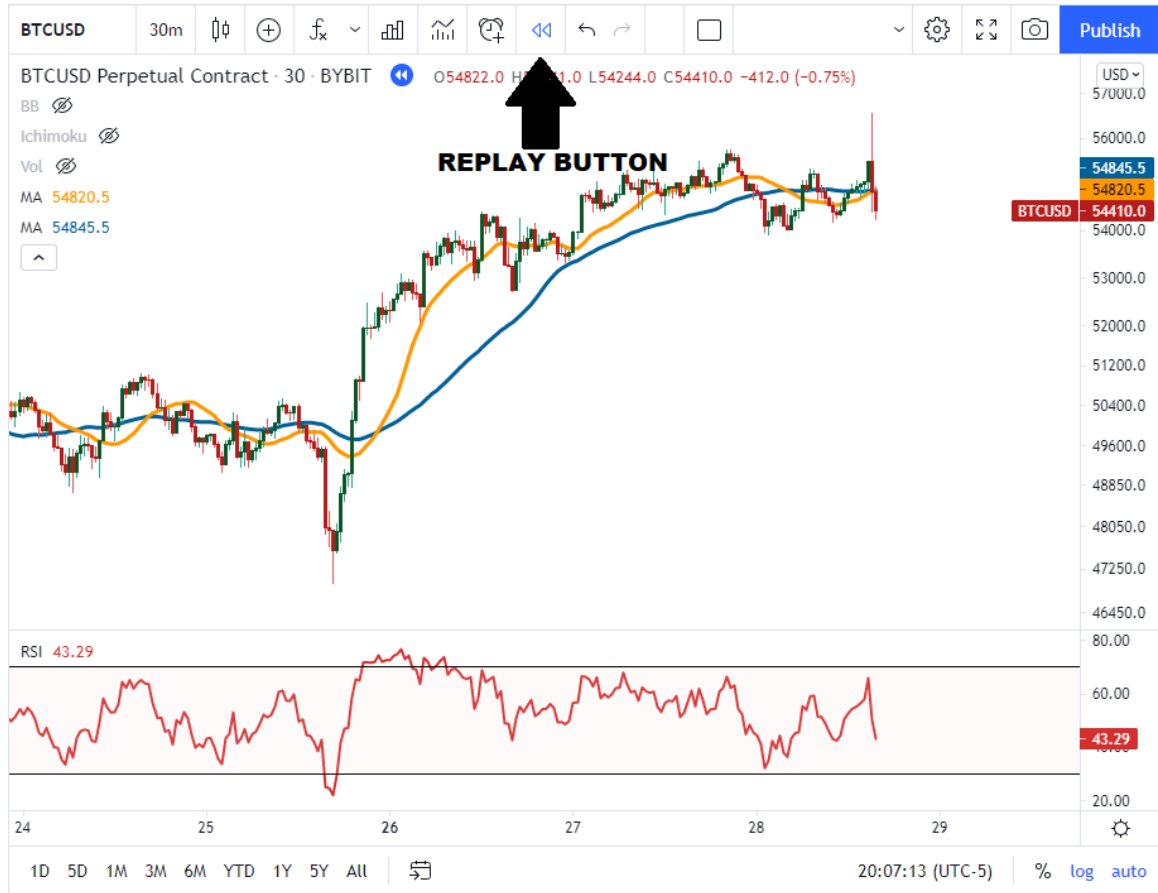 BTCUSD 30m Publish
BTCUSD Perpetual Contract · 30 · BYBIT O54822.0 L54244.0 C54410.0 −412.0 (−0.75%)
USD
57000.0
BB
Ichimoku
Vol
MA 54820.5
MA 54845.5
REPLAY BUTTON
56000.0
54845.5
54820.5
BTCUSD 54410.0
54000.0
53000.0
52000.0
51200.0
50400.0
49600.0
48850.0
48050.0
47250.0
46450.0
RSI 43.29
80.00
60.00
43.29
20.00
24 25 26 27 28 29
1D 5D 1M 3M 6M YTD 1Y 5Y All 20:07:13 (UTC-5) % log auto